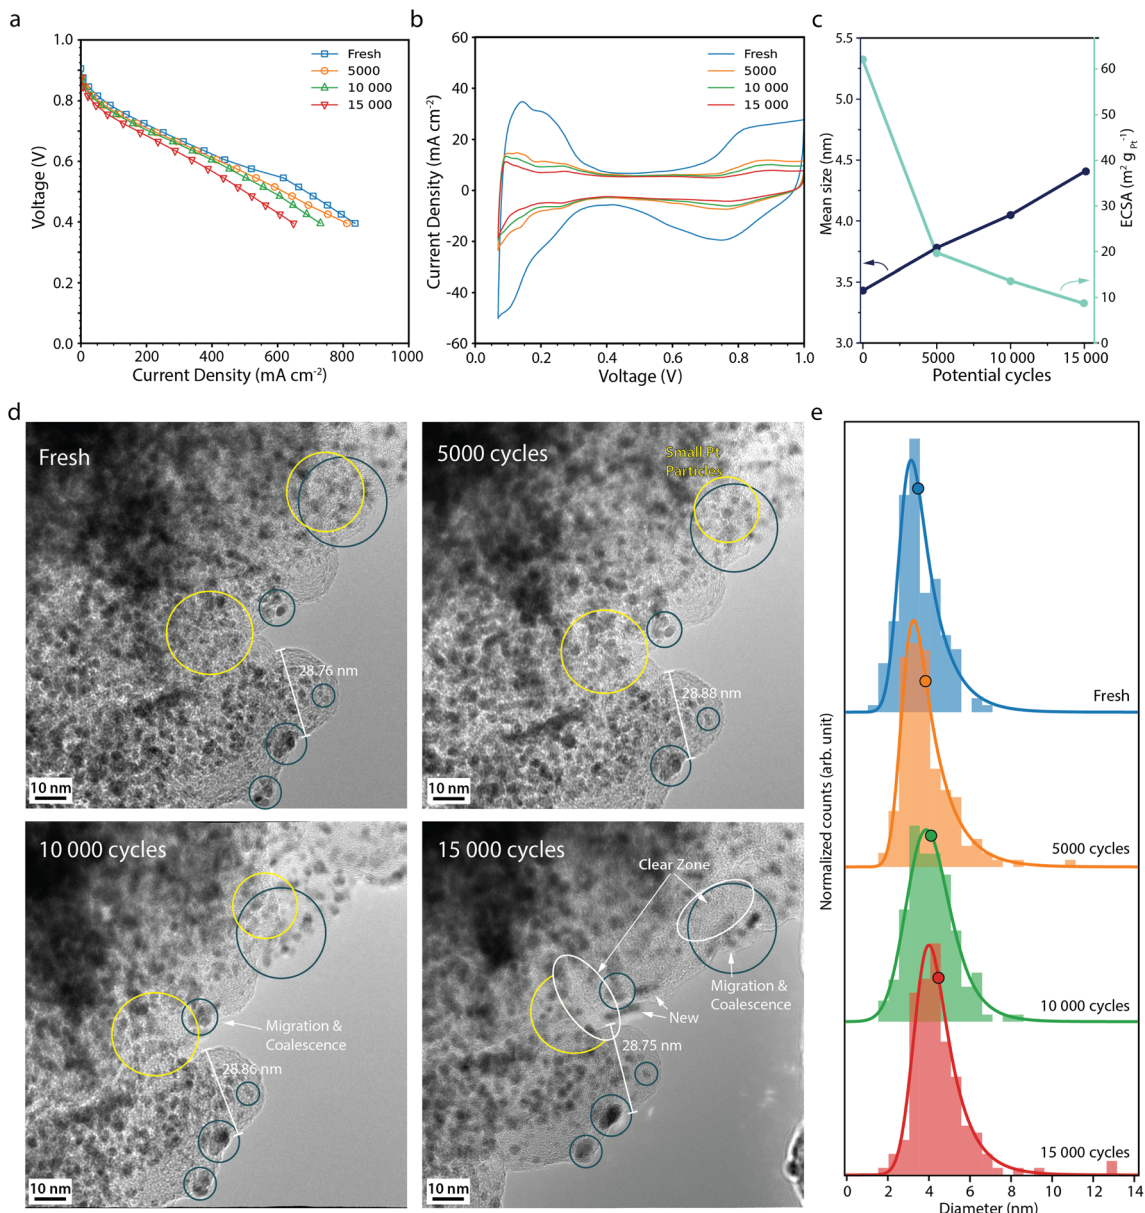 a
1.0
0.8
0.6
0.4
0.2
0.0
Voltage (V)
0
200
400
600
800
1000
Current Density (mA cm-2)
Fresh
5000
10 000
15 000
b
60
40
20
0
-20
-40
-60
Current Density (mA cm-2)
0.0
0.2
0.4
0.6
0.8
1.0
Voltage (V)
Fresh
5000
10 000
15 000
c
5.5
5.0
4.5
4.0
3.5
3.0
Mean size (nm)
60
50
40
30
20
10
0
ECSA (m2 g Pt-1)
0
5000
10 000
15 000
Potential cycles
d
Fresh
28.76 nm
10 nm
5000 cycles
Small Pt
Particles
28.88 nm
10 nm
10 000 cycles
Migration &
Coalescence
28.86 nm
10 nm
15 000 cycles
Clear Zone
Migration &
Coalescence
New
28.75 nm
10 nm
e
Normalized counts (arb. unit)
Fresh
5000 cycles
10 000 cycles
15 000 cycles
0
2
4
6
8
10
12
14
Diameter (nm)